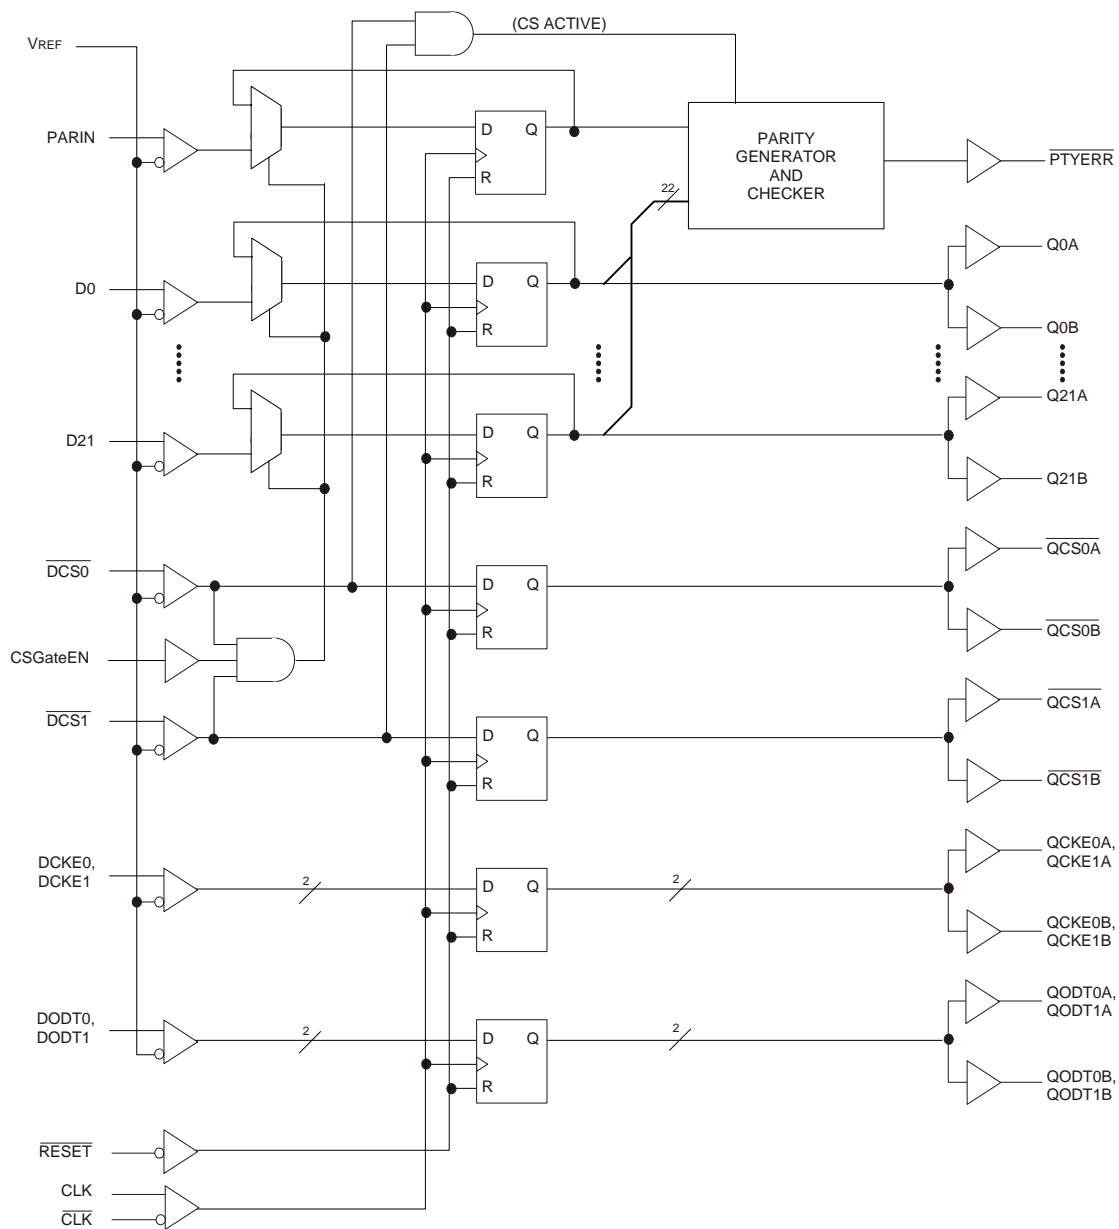 (CS ACTIVE)
VREF
PARIN
D Q
R
PARITY
GENERATOR
AND
CHECKER
PTYERR
22
D0
D Q
R
Q0A
Q0B
D21
D Q
R
Q21A
Q21B
DCS0
D Q
R
QCS0A
QCS0B
CSGateEN
DCS1
D Q
R
QCS1A
QCS1B
DCKE0,
DCKE1
2
D Q
R
2
QCKE0A,
QCKE1A
QCKE0B,
QCKE1B
DODT0,
DODT1
2
D Q
R
2
QODT0A,
QODT1A
QODT0B,
QODT1B
RESET
CLK
CLK